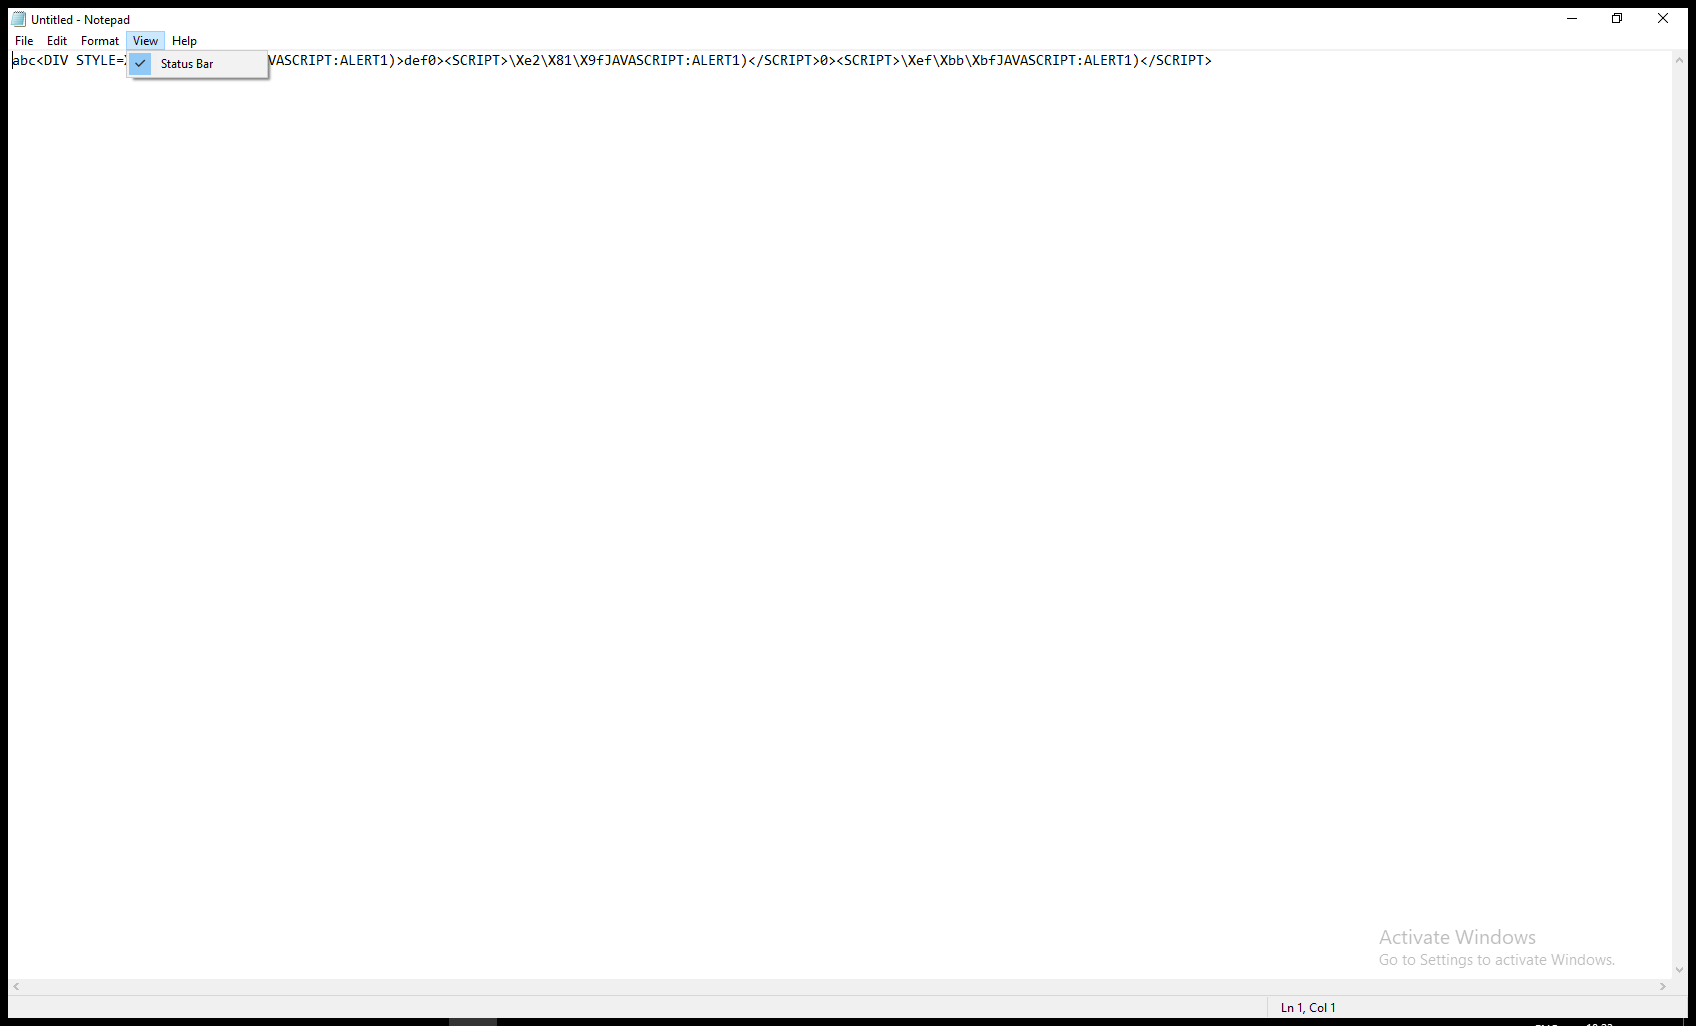 Untitled - Notepad
File Edit Format View Help
abc<DIV STYLE= VASCRIPT:ALERT1)>def0><SCRIPT>\Xe2\X81\X9fJAVASCRIPT:ALERT1)</SCRIPT>0><SCRIPT>\Xef\Xbb\XbfJAVASCRIPT:ALERT1)</SCRIPT>
Status Bar
Activate Windows
Go to Settings to activate Windows.
Ln 1, Col 1